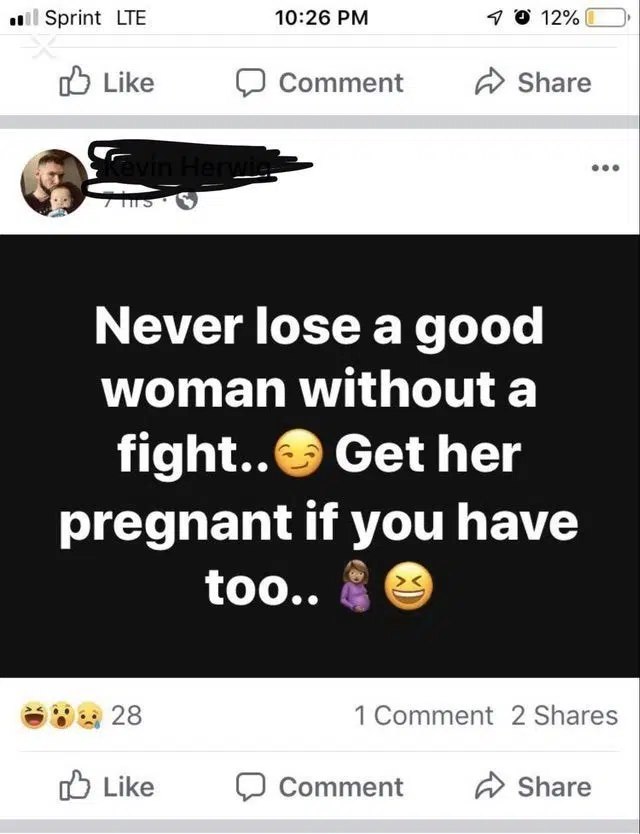 Sprint LTE 10:26 PM 12%
Like Comment Share
7 hrs ·
Never lose a good
woman without a
fight..😏 Get her
pregnant if you have
too.. 🤰🏽😆
28 1 Comment 2 Shares
Like Comment Share